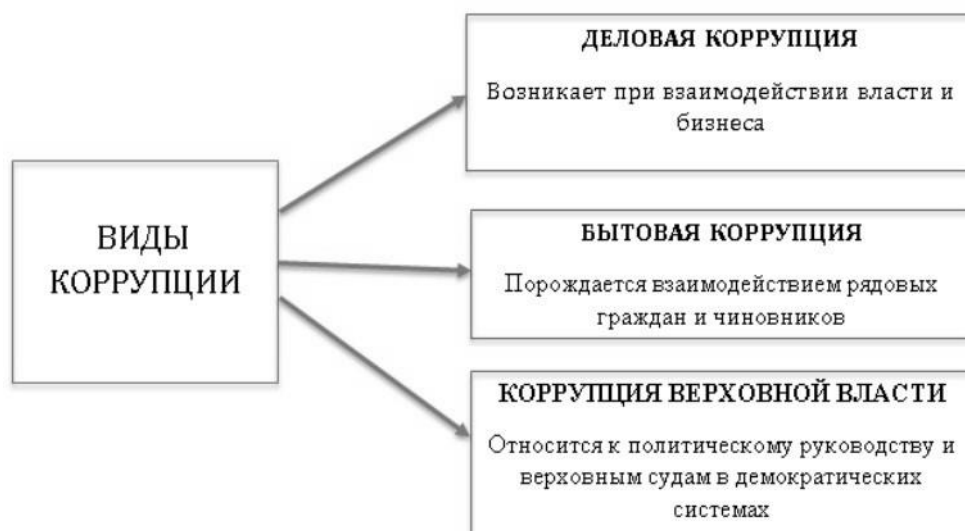 ВИДЫ
КОРРУПЦИИ
ДЕЛОВАЯ КОРРУПЦИЯ
Возникает при взаимодействии власти и
бизнеса
БЫТОВАЯ КОРРУПЦИЯ
Порождается взаимодействием рядовых
граждан и чиновников
КОРРУПЦИЯ ВЕРХОВНОЙ ВЛАСТИ
Относится к политическому руководству и
верховным судам в демократических
системах